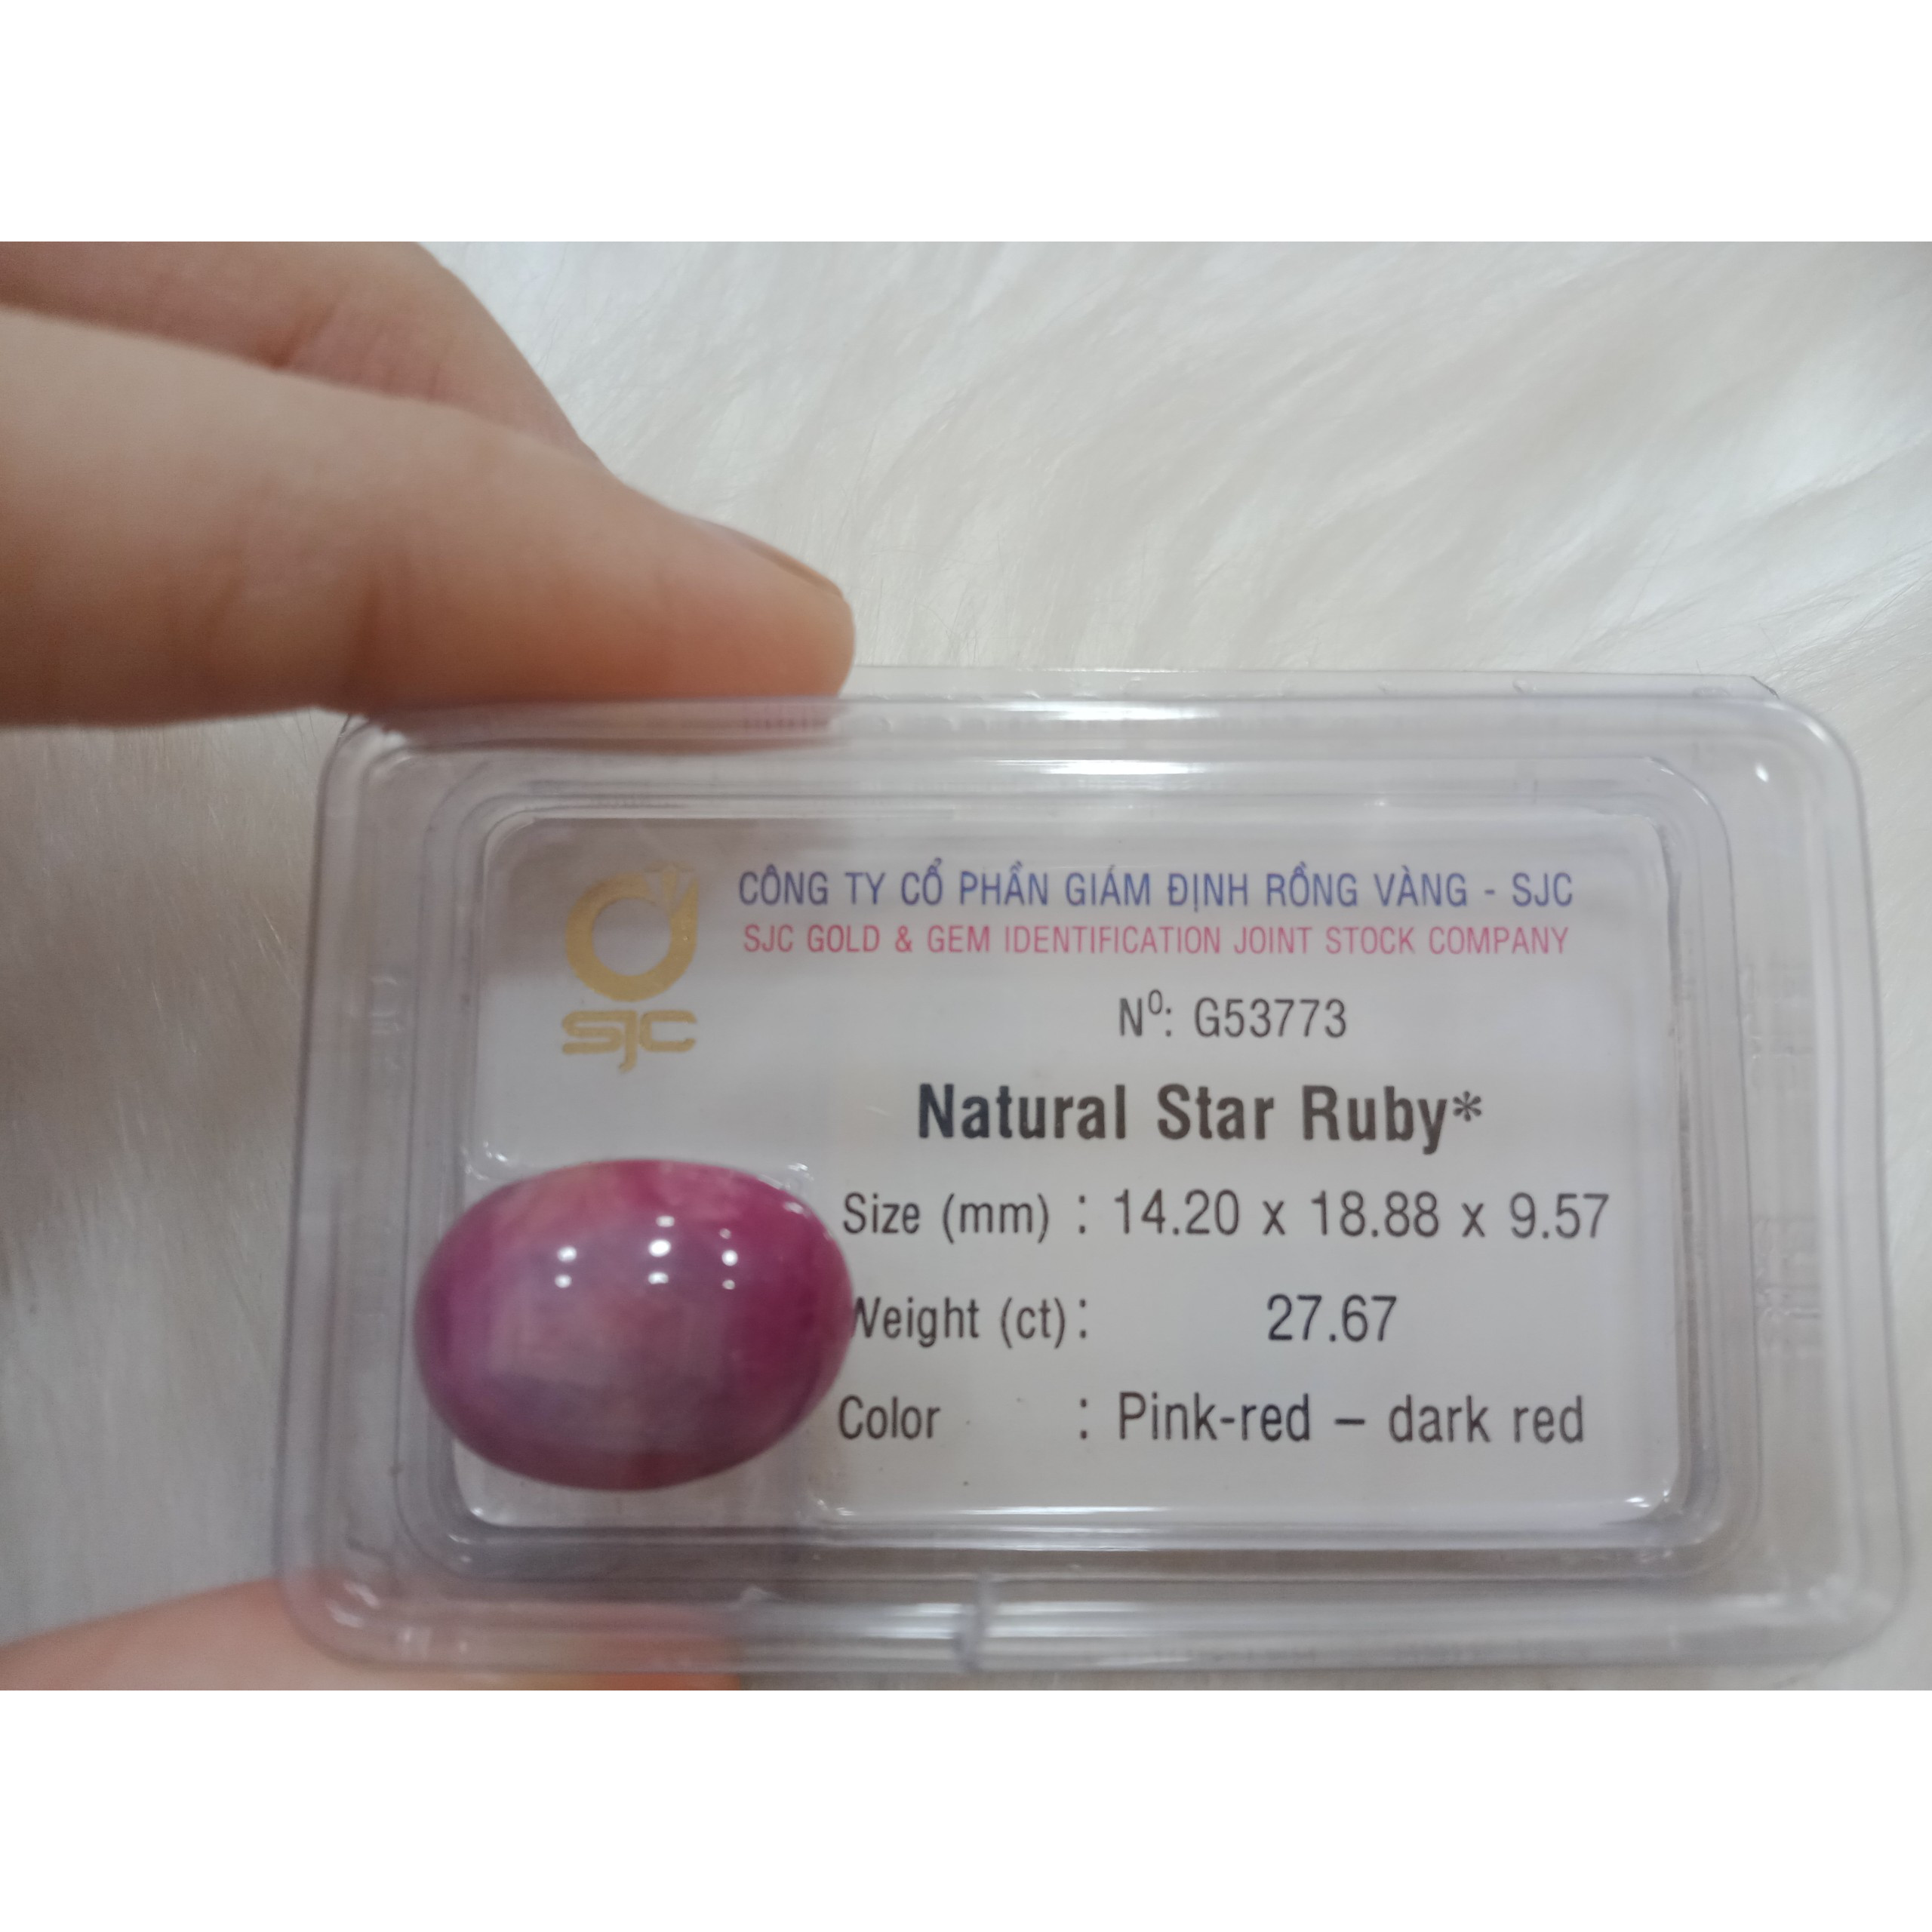 CÔNG TY CỔ PHẦN GIÁM ĐỊNH RỒNG VÀNG - SJC
SJC GOLD & GEM IDENTIFICATION JOINT STOCK COMPANY
SJC
Nº: G53773
Natural Star Ruby*
Size (mm) : 14.20 x 18.88 x 9.57
Weight (ct) : 27.67
Color : Pink-red – dark red